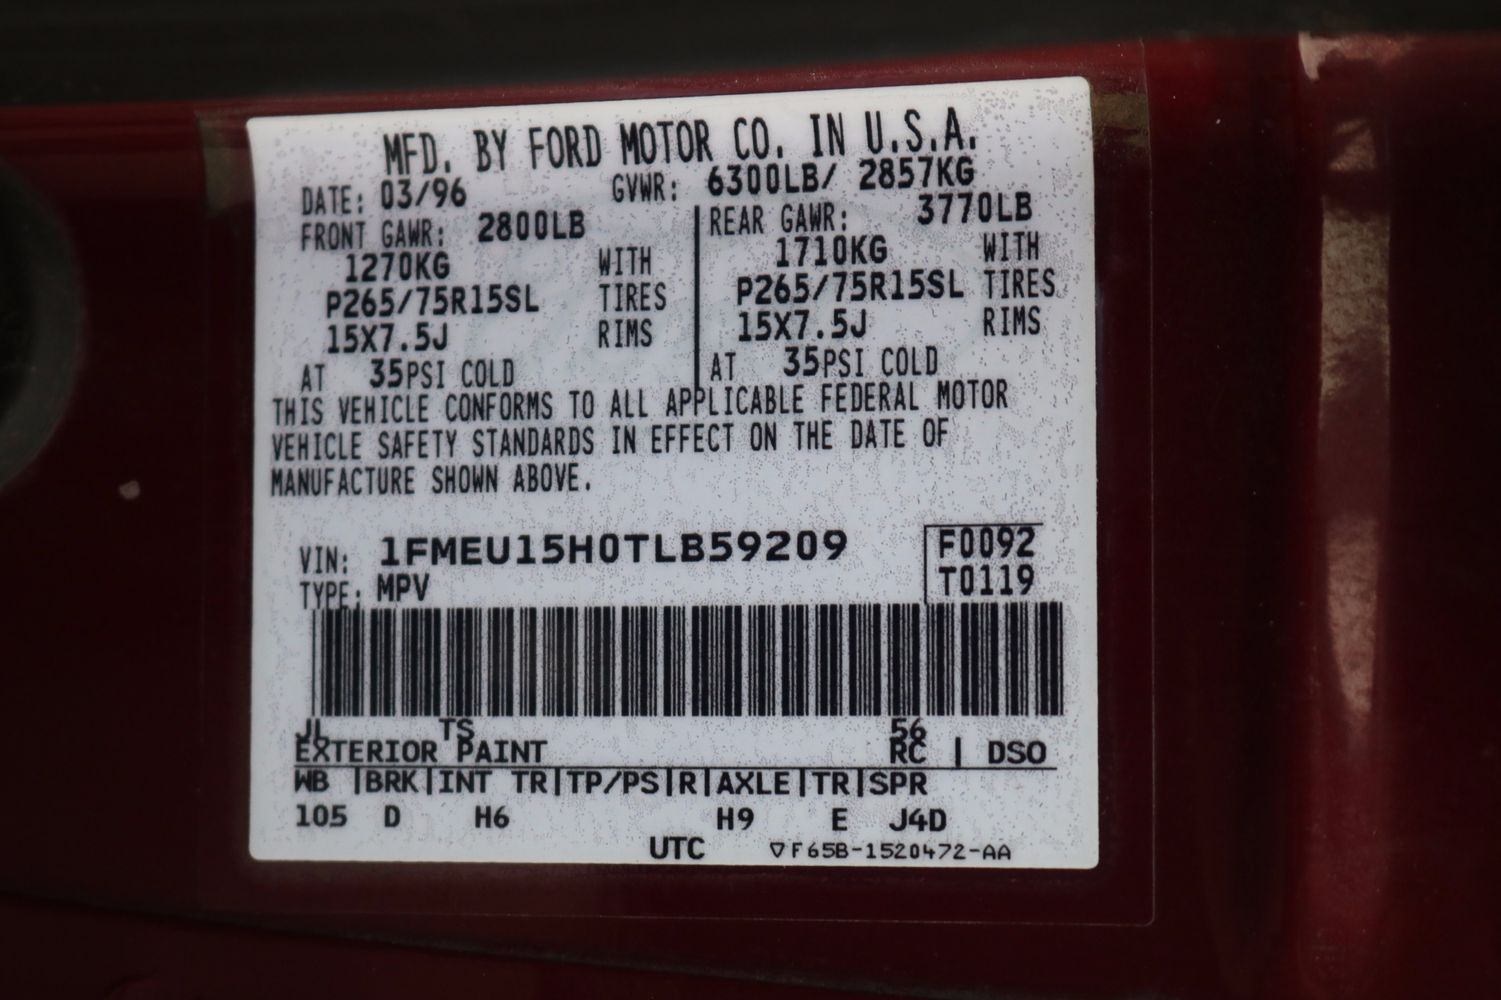 MFD. BY FORD MOTOR CO. IN U.S.A.
DATE: 03/96 GVWR: 6300LB/ 2857KG
FRONT GAWR: 2800LB REAR GAWR: 3770LB
1270KG WITH 1710KG WITH
P265/75R15SL TIRES P265/75R15SL TIRES
15X7.5J RIMS 15X7.5J RIMS
AT 35PSI COLD AT 35PSI COLD
THIS VEHICLE CONFORMS TO ALL APPLICABLE FEDERAL MOTOR
VEHICLE SAFETY STANDARDS IN EFFECT ON THE DATE OF
MANUFACTURE SHOWN ABOVE.
VIN: 1FMEU15H0TLB59209 F0092
TYPE: MPV T0119
JL TS 56
EXTERIOR PAINT RC | DSO
WB |BRK|INT TR|TP/PS|R|AXLE|TR|SPR
105 D H6 H9 E J4D
UTC ▽F65B-1520472-AA